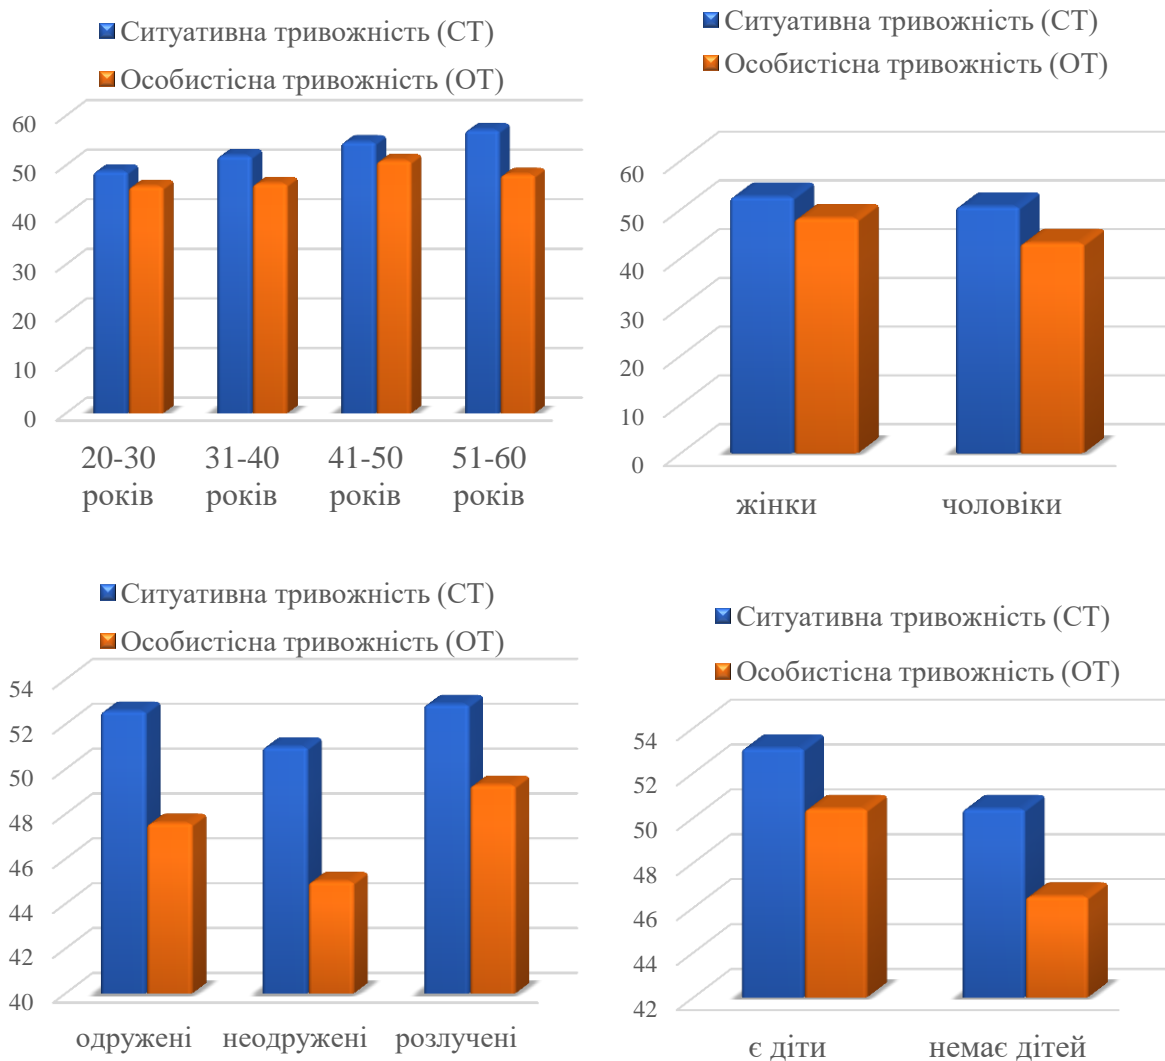 Ситуативна тривожність (СТ)
Особистісна тривожність (ОТ)
60
50
40
30
20
10
0
20-30 31-40 41-50 51-60
років років років років
Ситуативна тривожність (СТ)
Особистісна тривожність (ОТ)
60
50
40
30
20
10
0
жінки чоловіки
Ситуативна тривожність (СТ)
Особистісна тривожність (ОТ)
54
52
50
48
46
44
42
40
одружені неодружені розлучені
Ситуативна тривожність (СТ)
Особистісна тривожність (ОТ)
54
52
50
48
46
44
42
є діти немає дітей